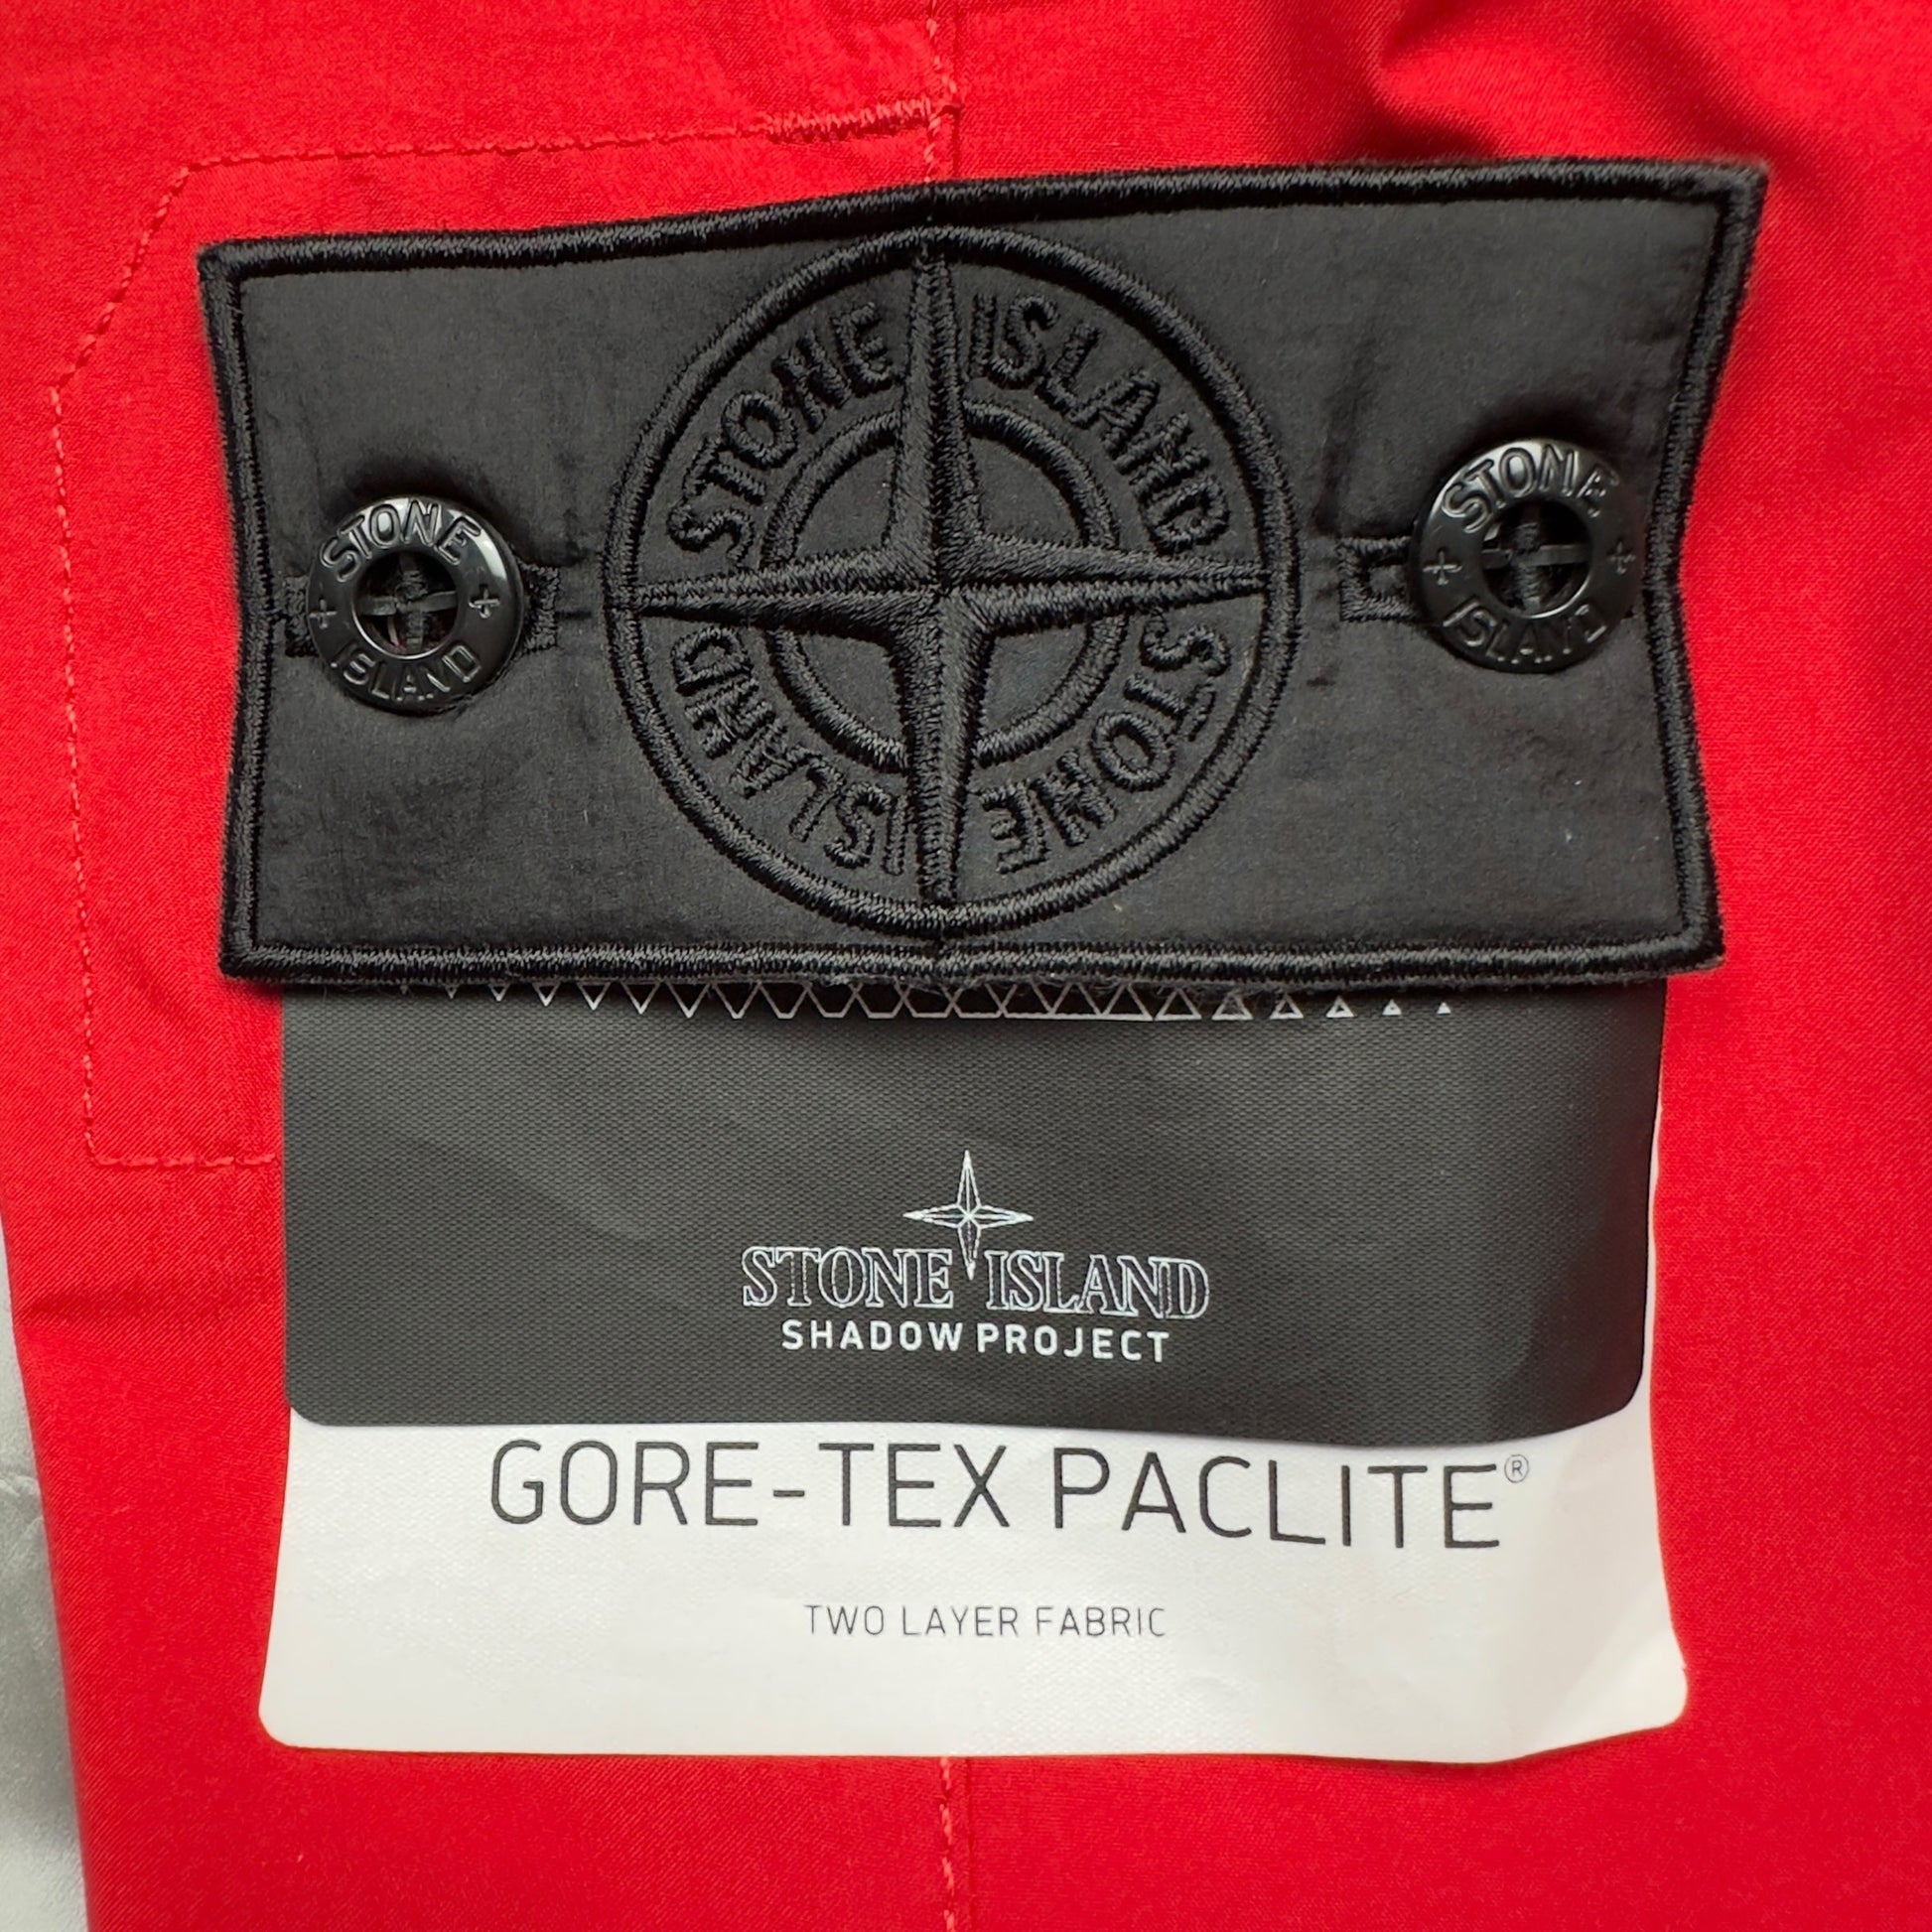 STONE ISLAND
STONE ISLAND
STONE
ISLAND
STONE
ISLAND
STONE ISLAND
SHADOW PROJECT
GORE-TEX PACLITE®
TWO LAYER FABRIC